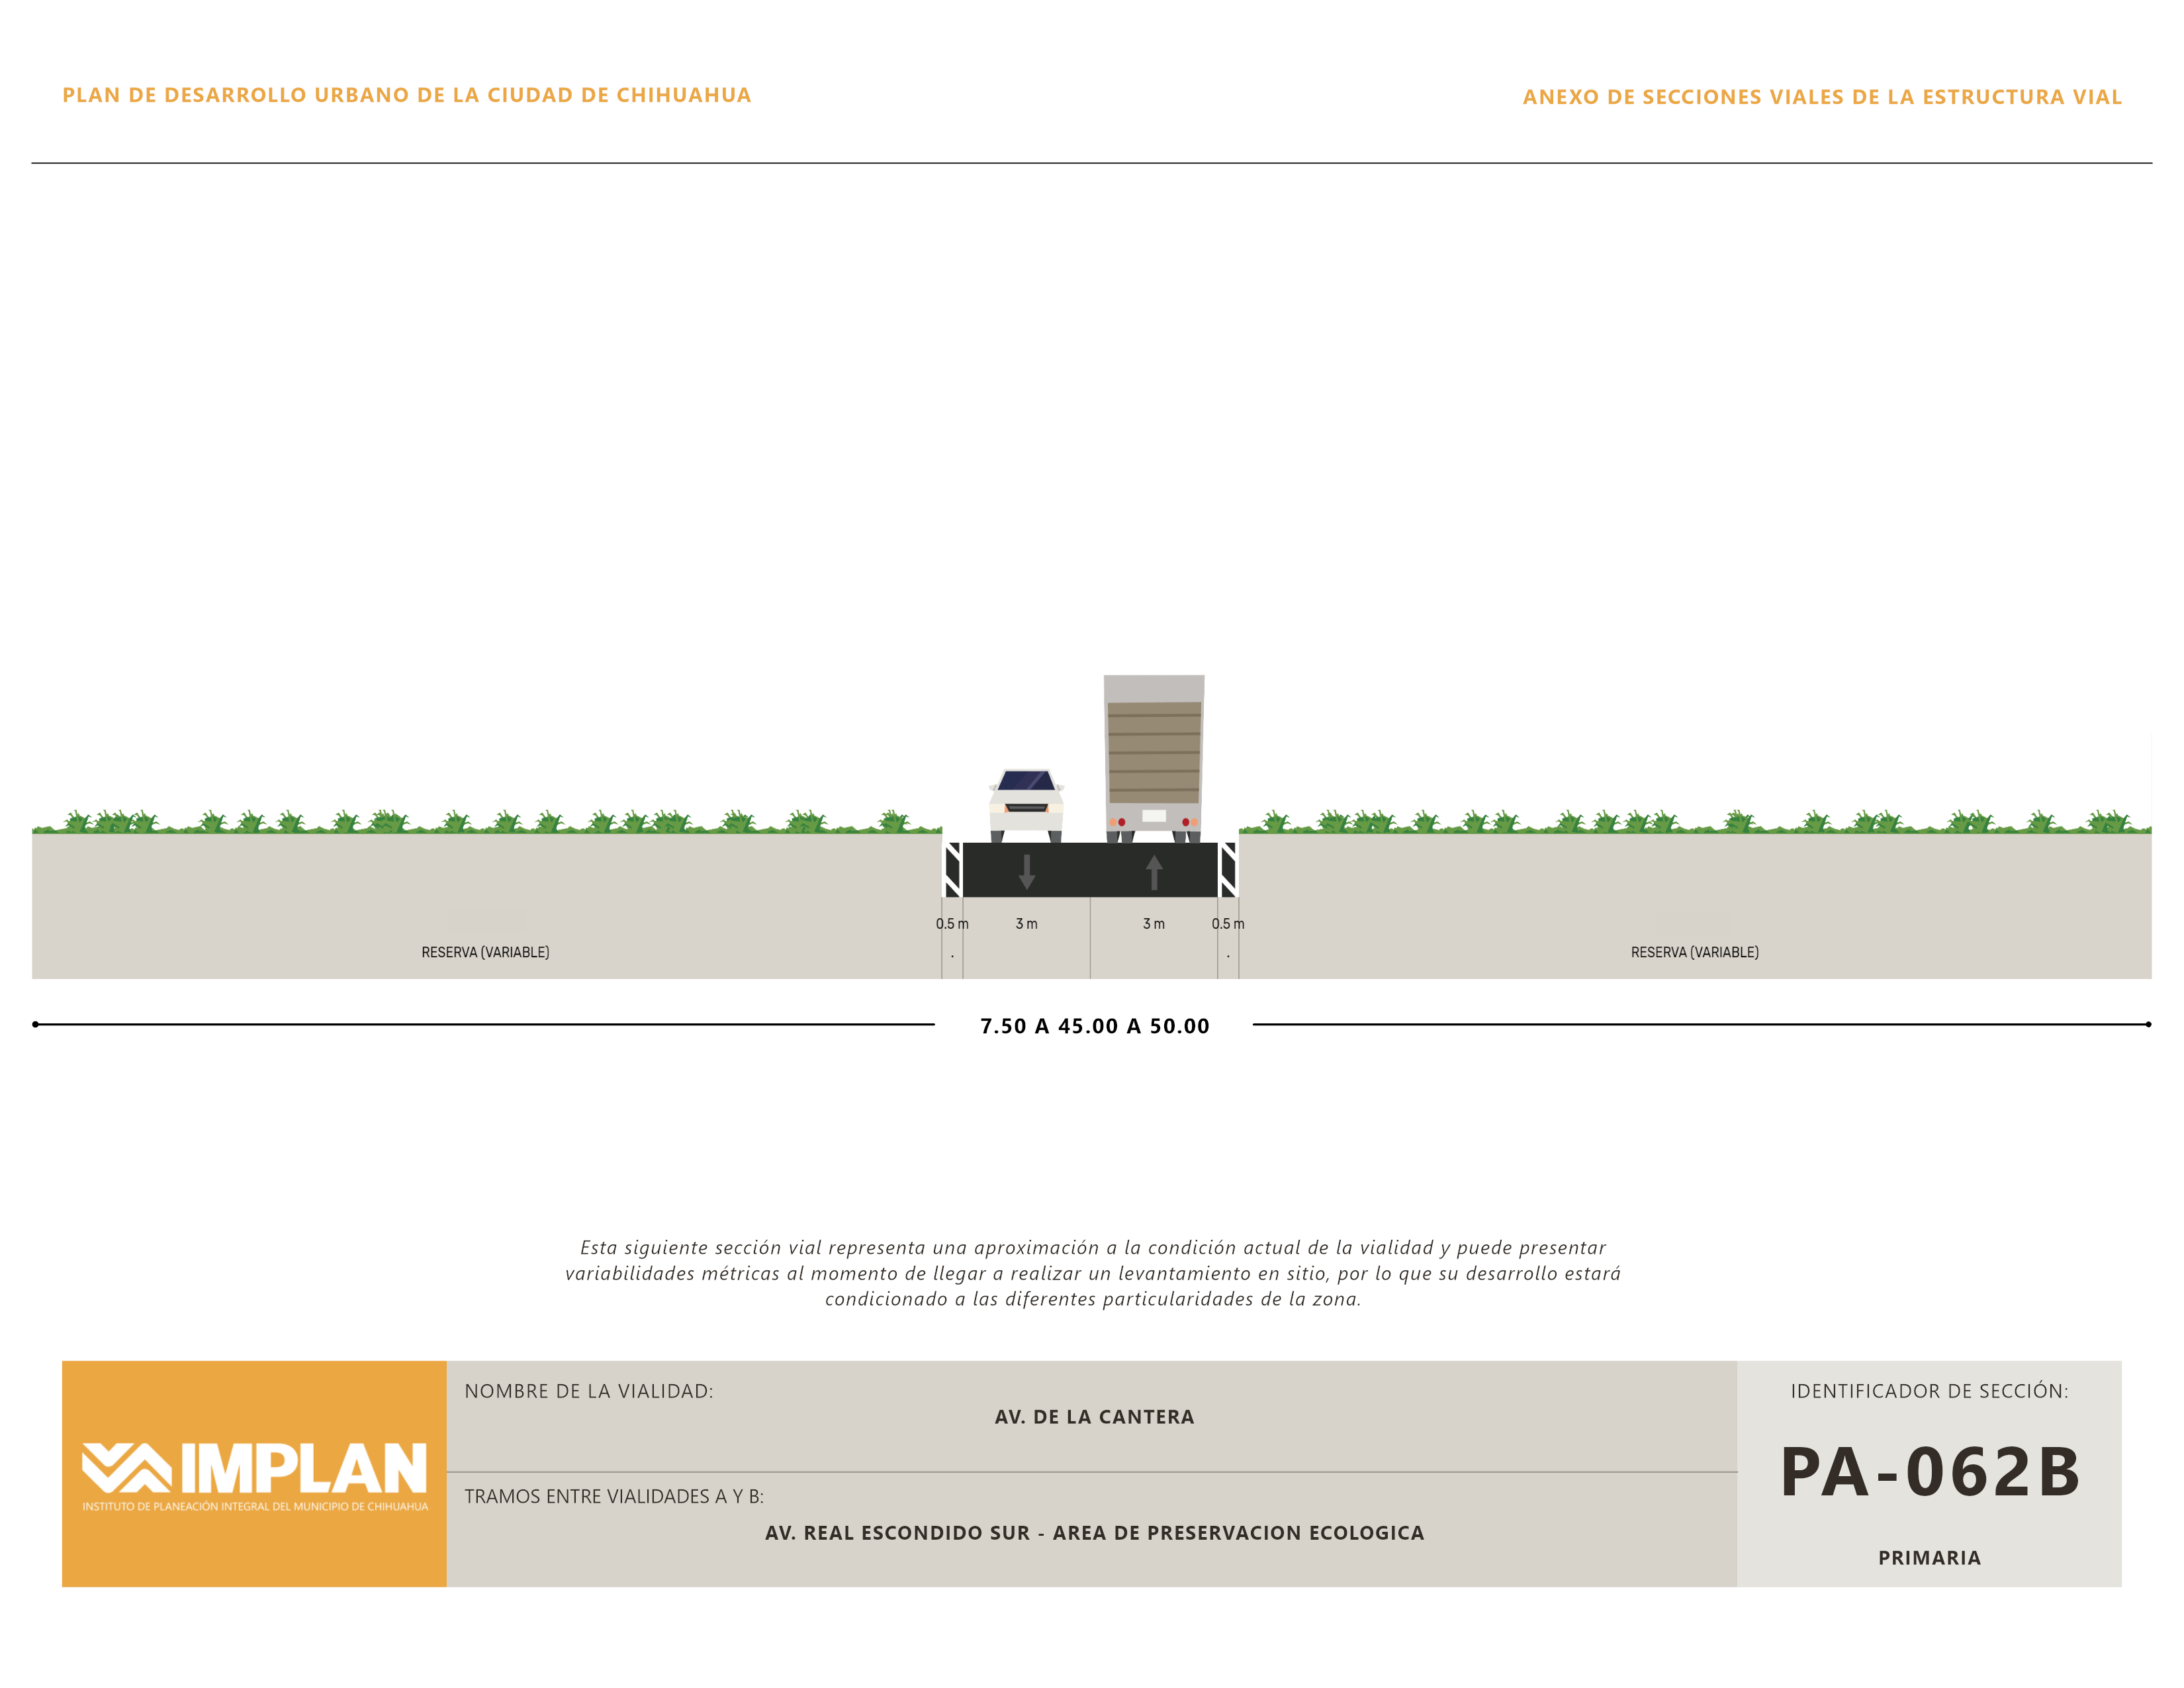 PLAN DE DESARROLLO URBANO DE LA CIUDAD DE CHIHUAHUA
ANEXO DE SECCIONES VIALES DE LA ESTRUCTURA VIAL
0.5 m
3 m
3 m
0.5 m
RESERVA (VARIABLE)
.
.
RESERVA (VARIABLE)
7.50 A 45.00 A 50.00
Esta siguiente sección vial representa una aproximación a la condición actual de la vialidad y puede presentar
variabilidades métricas al momento de llegar a realizar un levantamiento en sitio, por lo que su desarrollo estará
condicionado a las diferentes particularidades de la zona.
IMPLAN
INSTITUTO DE PLANEACIÓN INTEGRAL DEL MUNICIPIO DE CHIHUAHUA
NOMBRE DE LA VIALIDAD:
AV. DE LA CANTERA
TRAMOS ENTRE VIALIDADES A Y B:
AV. REAL ESCONDIDO SUR - AREA DE PRESERVACION ECOLOGICA
IDENTIFICADOR DE SECCIÓN:
PA-062B
PRIMARIA